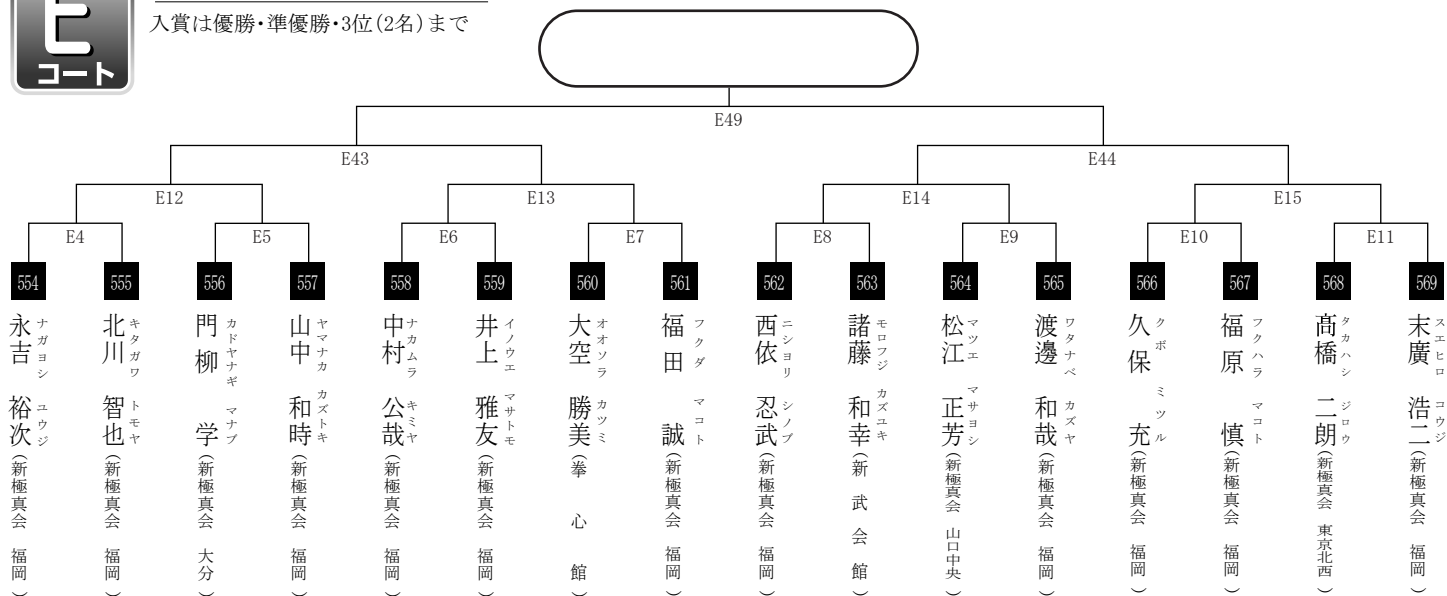 E
コート
入賞は優勝・準優勝・3位(2名)まで
E49
E43
E44
E12
E13
E14
E15
E4
E5
E6
E7
E8
E9
E10
E11
554
555
556
557
558
559
560
561
562
563
564
565
566
567
568
569
永吉 裕次 ナガヨシ ユウジ (新極真会 福岡)
北川 智也 キタガワ トモヤ (新極真会 福岡)
門柳 学 カドヤナギ マナブ (新極真会 大分)
山中 和時 ヤマナカ カズトキ (新極真会 福岡)
中村 公哉 ナカムラ キミヤ (新極真会 福岡)
井上 雅友 イノウエ マサトモ (新極真会 福岡)
大空 勝美 オオソラ カツミ (拳心館)
福田 誠 フクダ マコト (新極真会 福岡)
西依 忍武 ニシヨリ シノブ (新極真会 福岡)
諸藤 和幸 モロフジ カズユキ (新武会館)
松江 正芳 マツエ マサヨシ (新極真会 山口中央)
渡邊 和哉 ワタナベ カズヤ (新極真会 福岡)
久保 充 クボ ミツル (新極真会 福岡)
福原 慎 フクハラ マコト (新極真会 福岡)
髙橋 二朗 タカハシ ジロウ (新極真会 東京北西)
末廣 浩二 スエヒロ コウジ (新極真会 福岡)